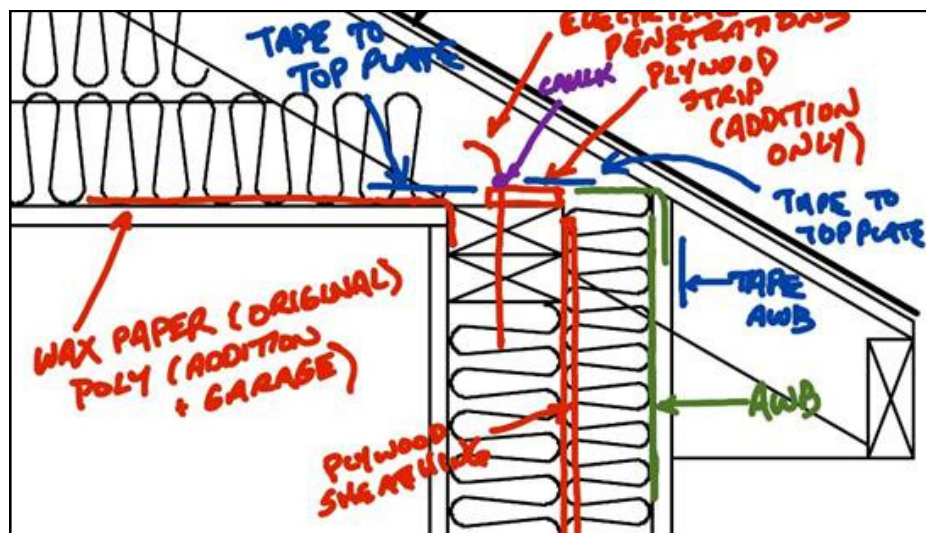 TAPE TO
TOP PLATE
ELECTRICAL
PENETRATIONS
CAULK
PLYWOOD
STRIP
(ADDITION
ONLY)
TAPE TO
TOP PLATE
TAPE
AWB
WAX PAPER (ORIGINAL)
POLY (ADDITION
+ GARAGE)
AWB
PLYWOOD
SHEATHING